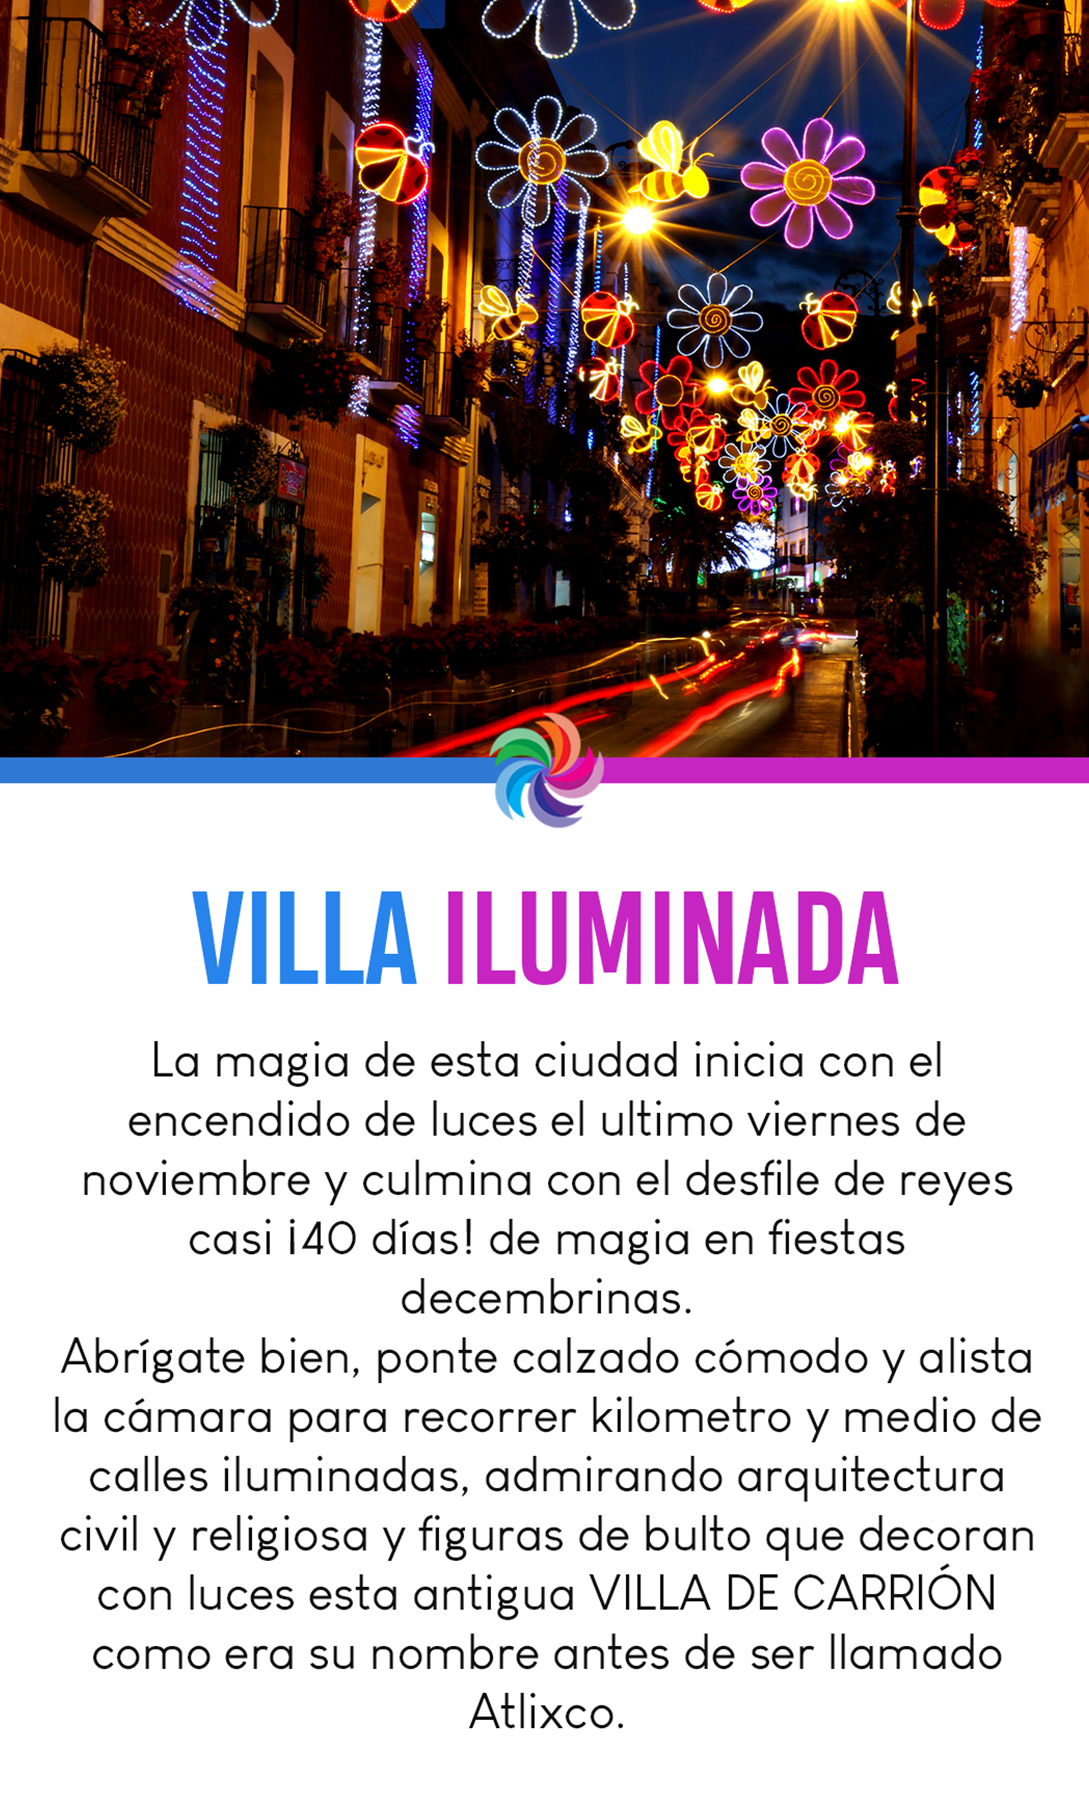 VILLA ILUMINADA
La magia de esta ciudad inicia con el
encendido de luces el ultimo viernes de
noviembre y culmina con el desfile de reyes
casi ¡40 días! de magia en fiestas
decembrinas.
Abrígate bien, ponte calzado cómodo y alista
la cámara para recorrer kilometro y medio de
calles iluminadas, admirando arquitectura
civil y religiosa y figuras de bulto que decoran
con luces esta antigua VILLA DE CARRIÓN
como era su nombre antes de ser llamado
Atlixco.